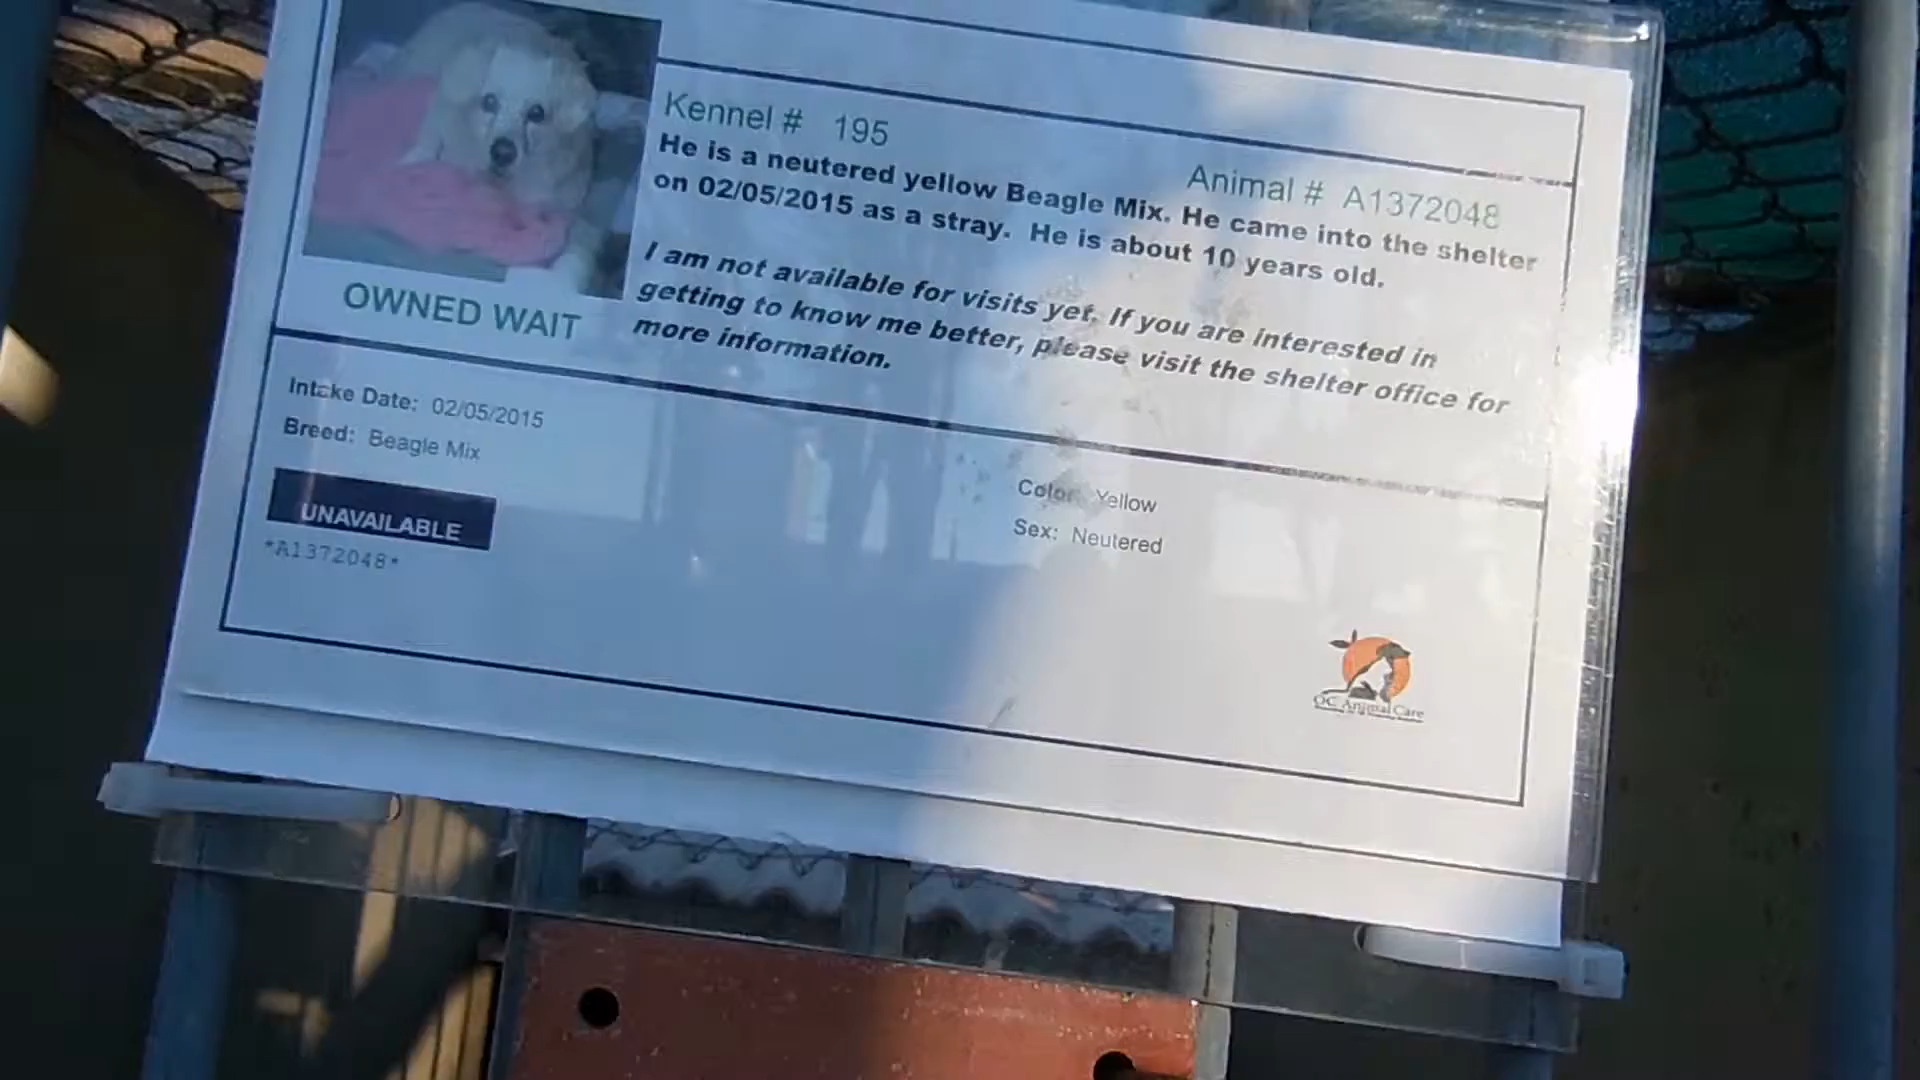 Kennel # 195
Animal # A1372048
He is a neutered yellow Beagle Mix. He came into the shelter
on 02/05/2015 as a stray. He is about 10 years old.
I am not available for visits yet. If you are interested in
getting to know me better, please visit the shelter office for
more information.
OWNED WAIT
Intake Date: 02/05/2015
Breed: Beagle Mix
Color: Yellow
Sex: Neutered
UNAVAILABLE
*A1372048*
OC Animal Care